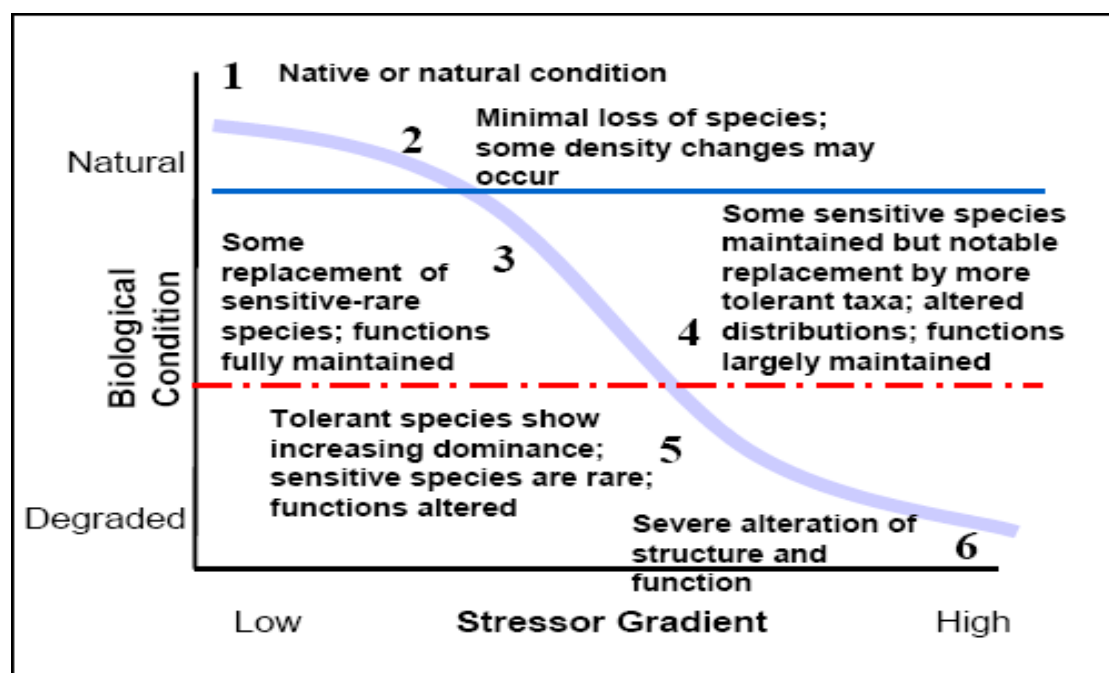 1 Native or natural condition
2 Minimal loss of species;
some density changes may
occur
Natural
Some
replacement of
sensitive-rare
species; functions
fully maintained
3
Some sensitive species
maintained but notable
replacement by more
tolerant taxa; altered
distributions; functions
largely maintained
4
Biological
Condition
Tolerant species show
increasing dominance;
sensitive species are rare;
functions altered
5
Degraded
Severe alteration of
structure and
function
6
Low Stressor Gradient High